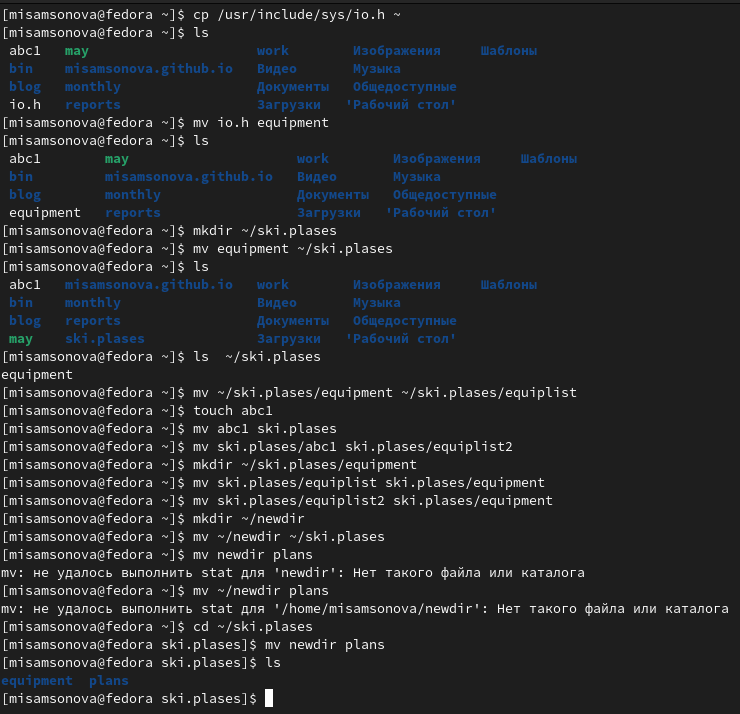 [misamsonova@fedora ~]$ cp /usr/include/sys/io.h ~
[misamsonova@fedora ~]$ ls
abc1 may work Изображения Шаблоны
bin misamsonova.github.io Видео Музыка
blog monthly Документы Общедоступные
io.h reports Загрузки 'Рабочий стол'
[misamsonova@fedora ~]$ mv io.h equipment
[misamsonova@fedora ~]$ ls
abc1 may work Изображения Шаблоны
bin misamsonova.github.io Видео Музыка
blog monthly Документы Общедоступные
equipment reports Загрузки 'Рабочий стол'
[misamsonova@fedora ~]$ mkdir ~/ski.plases
[misamsonova@fedora ~]$ mv equipment ~/ski.plases
[misamsonova@fedora ~]$ ls
abc1 misamsonova.github.io work Изображения Шаблоны
bin monthly Видео Музыка
blog reports Документы Общедоступные
may ski.plases Загрузки 'Рабочий стол'
[misamsonova@fedora ~]$ ls  ~/ski.plases
equipment
[misamsonova@fedora ~]$ mv ~/ski.plases/equipment ~/ski.plases/equiplist
[misamsonova@fedora ~]$ touch abc1
[misamsonova@fedora ~]$ mv abc1 ski.plases
[misamsonova@fedora ~]$ mv ski.plases/abc1 ski.plases/equiplist2
[misamsonova@fedora ~]$ mkdir ~/ski.plases/equipment
[misamsonova@fedora ~]$ mv ski.plases/equiplist ski.plases/equipment
[misamsonova@fedora ~]$ mv ski.plases/equiplist2 ski.plases/equipment
[misamsonova@fedora ~]$ mkdir ~/newdir
[misamsonova@fedora ~]$ mv ~/newdir ~/ski.plases
[misamsonova@fedora ~]$ mv newdir plans
mv: не удалось выполнить stat для 'newdir': Нет такого файла или каталога
[misamsonova@fedora ~]$ mv ~/newdir plans
mv: не удалось выполнить stat для '/home/misamsonova/newdir': Нет такого файла или каталога
[misamsonova@fedora ~]$ cd ~/ski.plases
[misamsonova@fedora ski.plases]$ mv newdir plans
[misamsonova@fedora ski.plases]$ ls
equipment plans
[misamsonova@fedora ski.plases]$